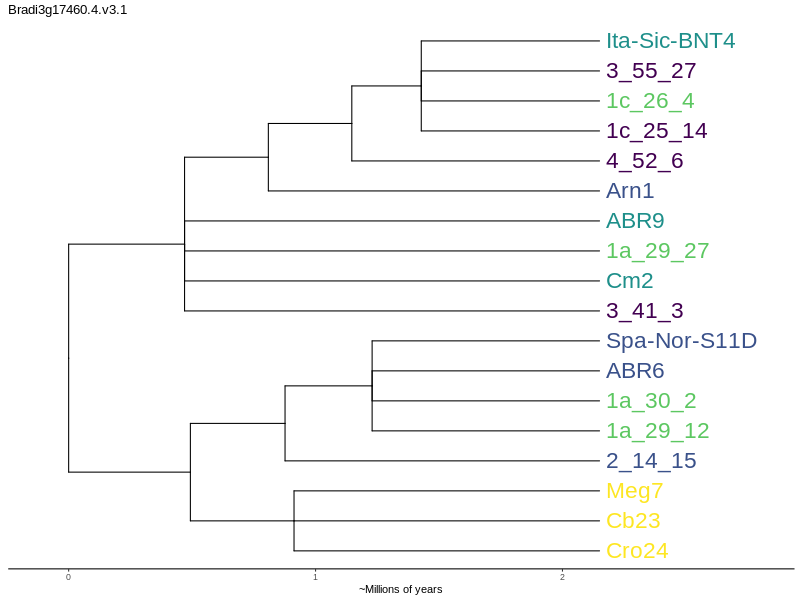 Bradi3g17460.4.v3.1
Ita-Sic-BNT4
3_55_27
1c_26_4
1c_25_14
4_52_6
Arn1
ABR9
1a_29_27
Cm2
3_41_3
Spa-Nor-S11D
ABR6
1a_30_2
1a_29_12
2_14_15
Meg7
Cb23
Cro24
0 1 2
~Millions of years